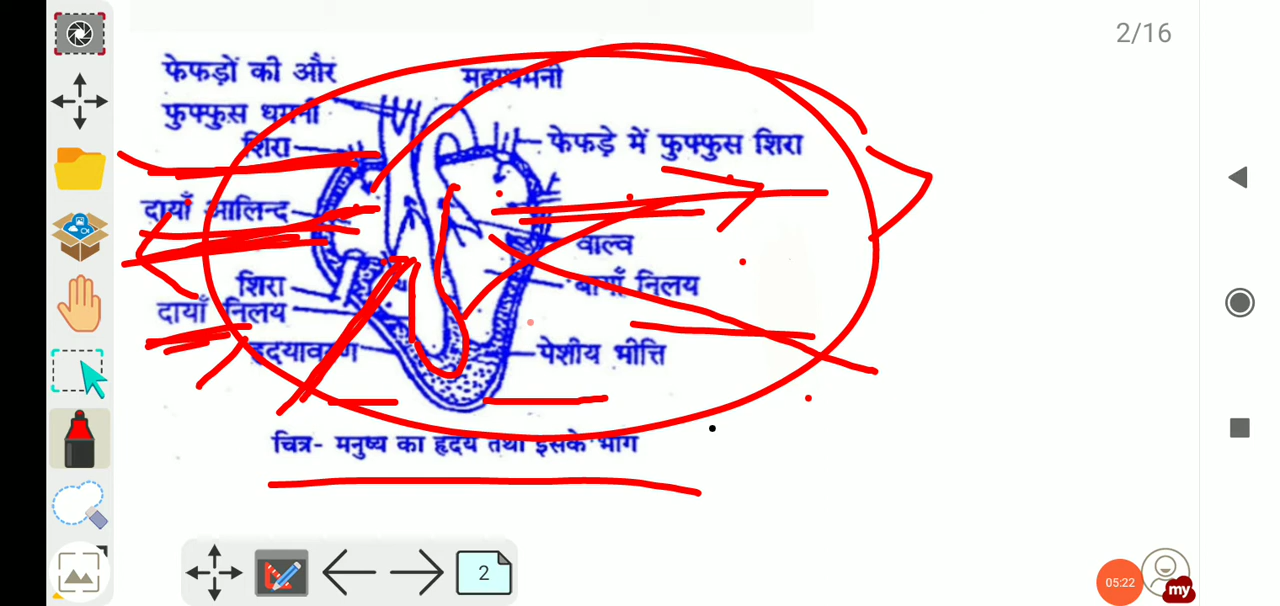 2/16
फेफड़ों की और
फुफ्फुस धमनी
महाधमनी
शिरा
फेफड़े में फुफ्फुस शिरा
दायाँ आलिन्द
वाल्व
शिरा
बायाँ निलय
दायाँ निलय
हृदयावरण
पेशीय भीत्ति
चित्र- मनुष्य का हृदय तथा इसके भाग
2
05:22
my